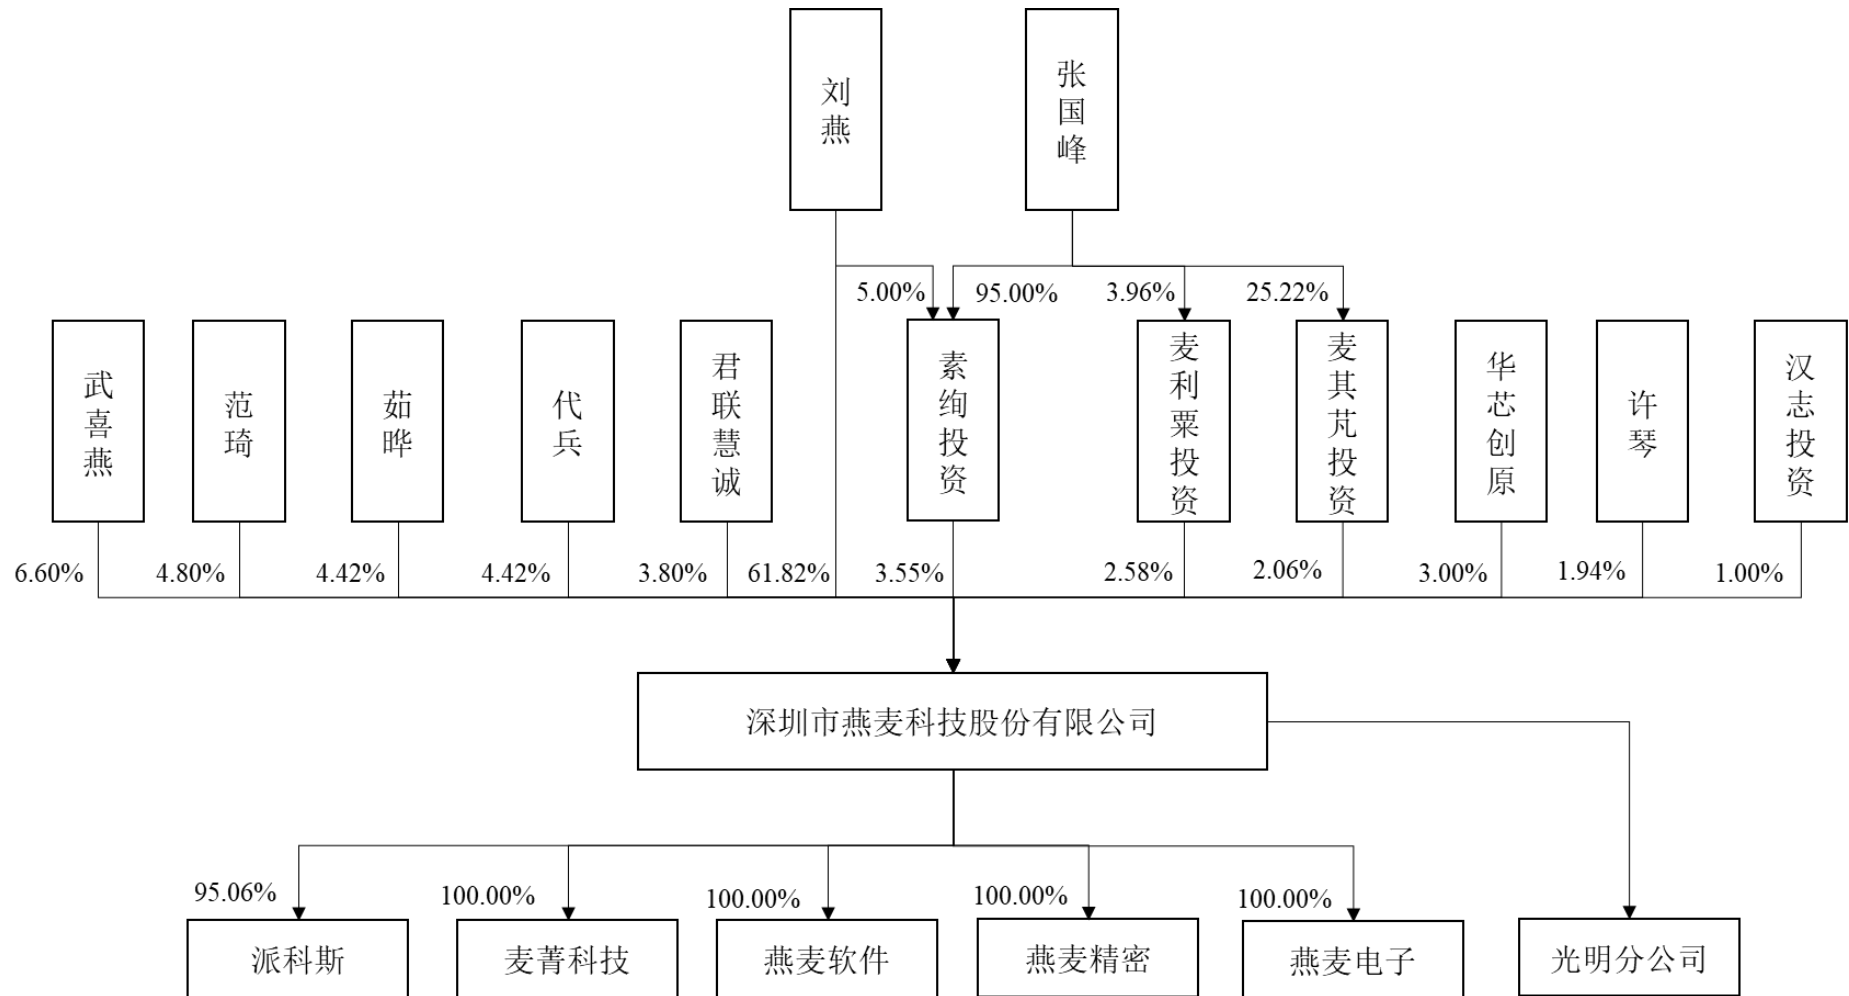 刘燕
张国峰
5.00%
95.00%
3.96%
25.22%
武喜燕
范琦
茹晔
代兵
君联慧诚
素绚投资
麦利粟投资
麦其芃投资
华芯创原
许琴
汉志投资
6.60%
4.80%
4.42%
4.42%
3.80%
61.82%
3.55%
2.58%
2.06%
3.00%
1.94%
1.00%
深圳市燕麦科技股份有限公司
95.06%
100.00%
100.00%
100.00%
100.00%
派科斯
麦菁科技
燕麦软件
燕麦精密
燕麦电子
光明分公司